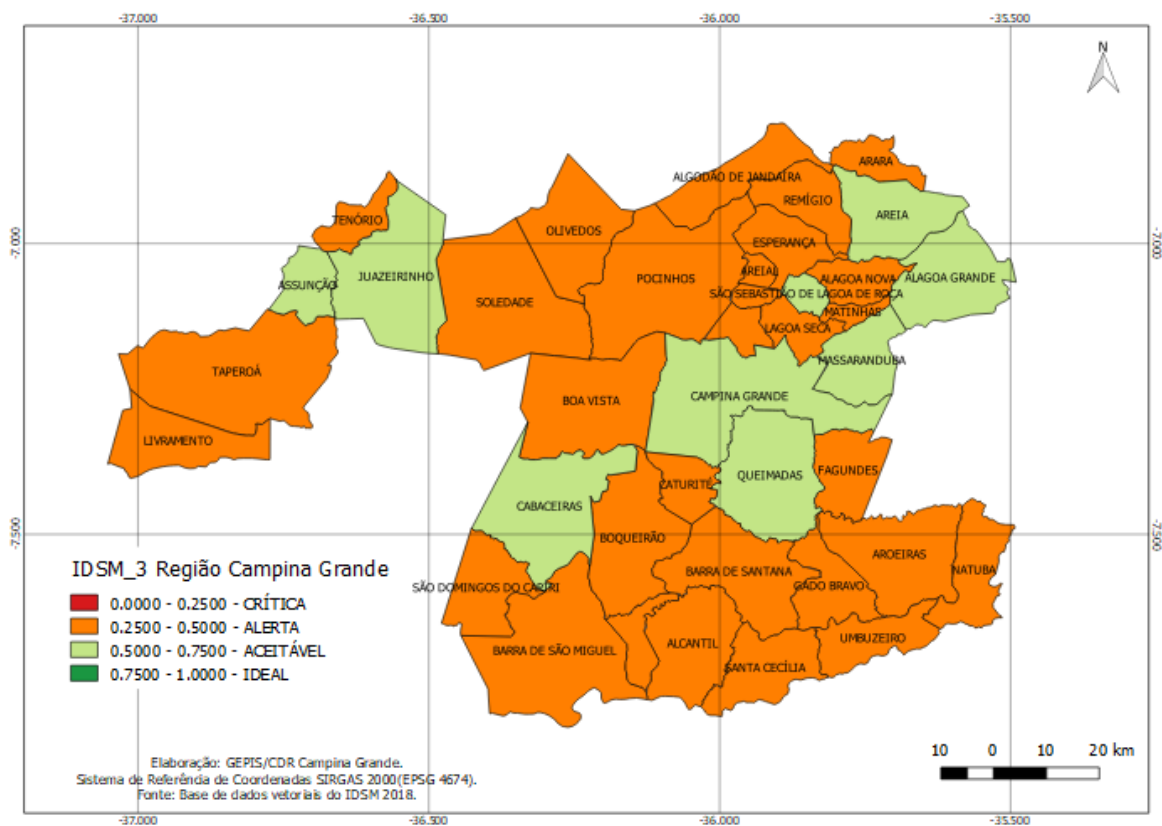 -37.000 -36.500 -36.000 -35.500
N
ARARA
ALGODÃO DE JANDAÍRA
REMÍGIO
TENÓRIO
AREIA
OLIVEDOS
ESPERANÇA
-7.000 -7.000
AREIAL
POCINHOS
JUAZEIRINHO
ALAGOA NOVA
ALAGOA GRANDE
ASSUNÇÃO
SÃO SEBASTIÃO DE LAGOA DE ROÇA
SOLEDADE
MATINHAS
LAGOA SECA
MASSARANDUBA
TAPEROÁ
CAMPINA GRANDE
BOA VISTA
LIVRAMENTO
FAGUNDES
QUEIMADAS
CATURITÉ
CABACEIRAS
-7.500 -7.500
BOQUEIRÃO
AROEIRAS
NATUBA
BARRA DE SANTANA
GADO BRAVO
SÃO DOMINGOS DO CARIRI
UMBUZEIRO
ALCANTIL
BARRA DE SÃO MIGUEL
SANTA CECÍLIA
IDSM_3 Região Campina Grande
0.0000 - 0.2500 - CRÍTICA
0.2500 - 0.5000 - ALERTA
0.5000 - 0.7500 - ACEITÁVEL
0.7500 - 1.0000 - IDEAL
10 0 10 20 km
Elaboração: GEPIS/CDR Campina Grande.
Sistema de Referência de Coordenadas SIRGAS 2000(EPSG 4674).
Fonte: Base de dados vetoriais do IDSM 2018.
-37.000 -36.500 -36.000 -35.500